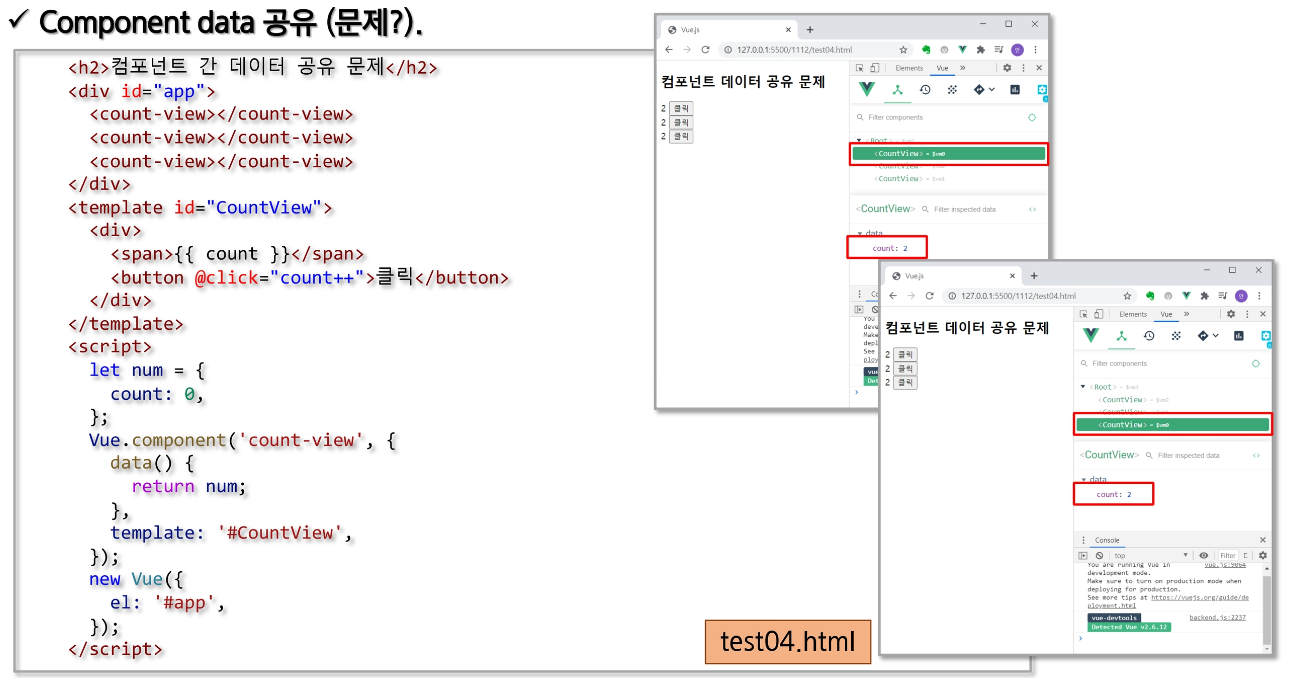 ✓ Component data 공유 (문제?).
<h2>컴포넌트 간 데이터 공유 문제</h2>
<div id="app">
<count-view></count-view>
<count-view></count-view>
<count-view></count-view>
</div>
<template id="CountView">
<div>
<span>{{ count }}</span>
<button @click="count++">클릭</button>
</div>
</template>
<script>
let num = {
count: 0,
};
Vue.component('count-view', {
data() {
return num;
},
template: '#CountView',
});
new Vue({
el: '#app',
});
</script>
test04.html
Vue.js
127.0.0.1:5500/1112/test04.html
컴포넌트 데이터 공유 문제
2 클릭
2 클릭
2 클릭
Elements Vue »
Filter components
<Root>
<CountView> = $vm0
<CountView>
<CountView>
<CountView> Filter inspected data
data
count: 2
Vue.js
127.0.0.1:5500/1112/test04.html
컴포넌트 데이터 공유 문제
2 클릭
2 클릭
2 클릭
Elements Vue »
Filter components
<Root> = $vm1
<CountView> = $vm2
<CountView>
<CountView> = $vm0
<CountView> Filter inspected data
data
count: 2
Console
top Filter
You are running Vue in vue.js:9064
development mode.
Make sure to turn on production mode when
deploying for production.
See more tips at https://vuejs.org/guide/de
ployment.html
vue-devtools backend.js:2237
Detected Vue v2.6.12